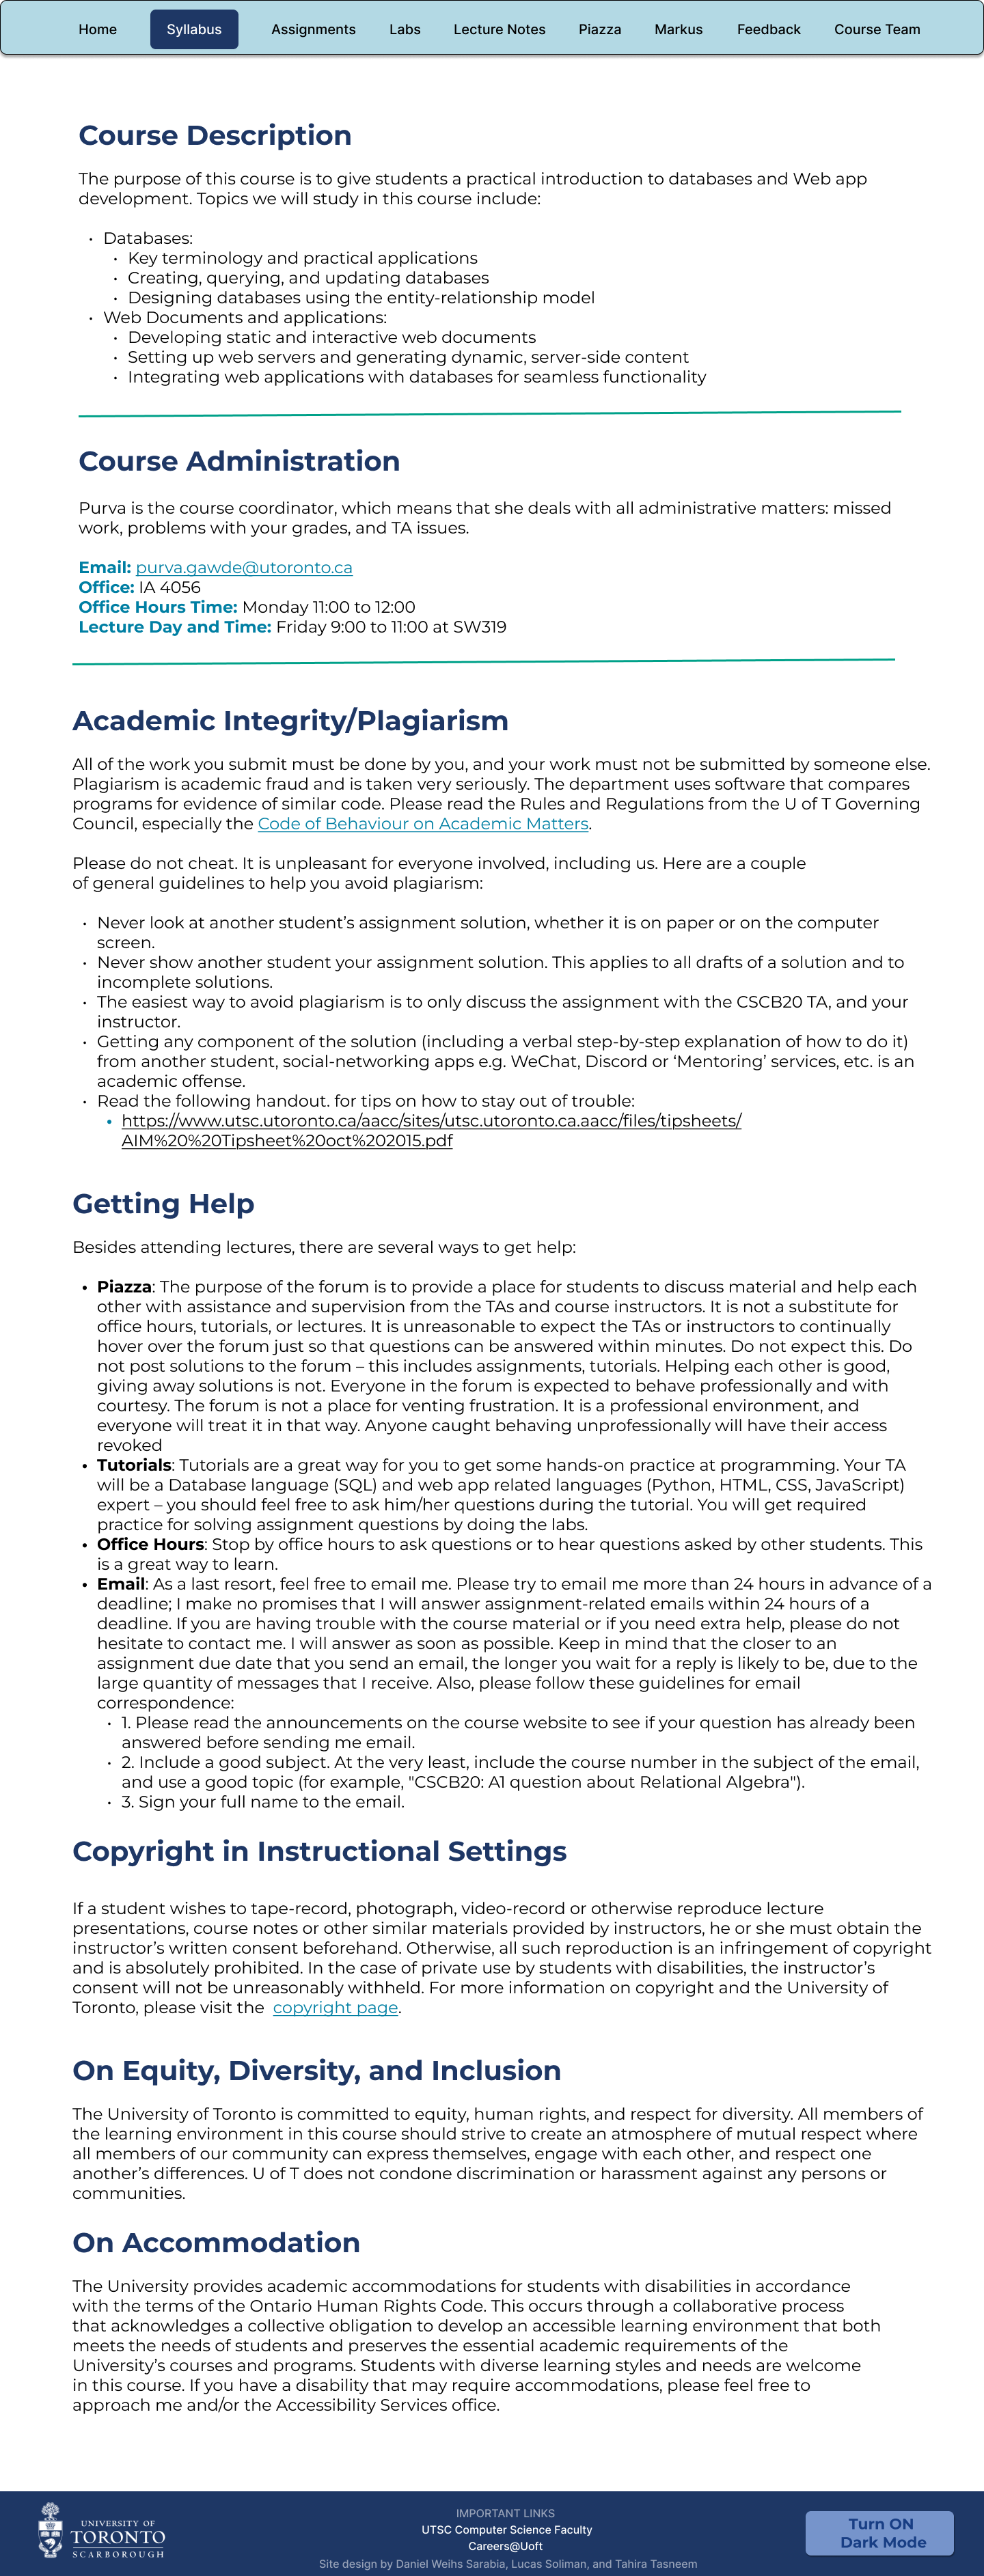 Home Syllabus Assignments Labs Lecture Notes Piazza Markus Feedback Course Team
Course Description
The purpose of this course is to give students a practical introduction to databases and Web app
development. Topics we will study in this course include:
• Databases:
• Key terminology and practical applications
• Creating, querying, and updating databases
• Designing databases using the entity-relationship model
• Web Documents and applications:
• Developing static and interactive web documents
• Setting up web servers and generating dynamic, server-side content
• Integrating web applications with databases for seamless functionality
Course Administration
Purva is the course coordinator, which means that she deals with all administrative matters: missed
work, problems with your grades, and TA issues.
Email: purva.gawde@utoronto.ca
Office: IA 4056
Office Hours Time: Monday 11:00 to 12:00
Lecture Day and Time: Friday 9:00 to 11:00 at SW319
Academic Integrity/Plagiarism
All of the work you submit must be done by you, and your work must not be submitted by someone else.
Plagiarism is academic fraud and is taken very seriously. The department uses software that compares
programs for evidence of similar code. Please read the Rules and Regulations from the U of T Governing
Council, especially the Code of Behaviour on Academic Matters.
Please do not cheat. It is unpleasant for everyone involved, including us. Here are a couple
of general guidelines to help you avoid plagiarism:
• Never look at another student’s assignment solution, whether it is on paper or on the computer
screen.
• Never show another student your assignment solution. This applies to all drafts of a solution and to
incomplete solutions.
• The easiest way to avoid plagiarism is to only discuss the assignment with the CSCB20 TA, and your
instructor.
• Getting any component of the solution (including a verbal step-by-step explanation of how to do it)
from another student, social-networking apps e.g. WeChat, Discord or ‘Mentoring’ services, etc. is an
academic offense.
• Read the following handout. for tips on how to stay out of trouble:
• https://www.utsc.utoronto.ca/aacc/sites/utsc.utoronto.ca.aacc/files/tipsheets/
AIM%20%20Tipsheet%20oct%202015.pdf
Getting Help
Besides attending lectures, there are several ways to get help:
• Piazza: The purpose of the forum is to provide a place for students to discuss material and help each
other with assistance and supervision from the TAs and course instructors. It is not a substitute for
office hours, tutorials, or lectures. It is unreasonable to expect the TAs or instructors to continually
hover over the forum just so that questions can be answered within minutes. Do not expect this. Do
not post solutions to the forum – this includes assignments, tutorials. Helping each other is good,
giving away solutions is not. Everyone in the forum is expected to behave professionally and with
courtesy. The forum is not a place for venting frustration. It is a professional environment, and
everyone will treat it in that way. Anyone caught behaving unprofessionally will have their access
revoked
• Tutorials: Tutorials are a great way for you to get some hands-on practice at programming. Your TA
will be a Database language (SQL) and web app related languages (Python, HTML, CSS, JavaScript)
expert – you should feel free to ask him/her questions during the tutorial. You will get required
practice for solving assignment questions by doing the labs.
• Office Hours: Stop by office hours to ask questions or to hear questions asked by other students. This
is a great way to learn.
• Email: As a last resort, feel free to email me. Please try to email me more than 24 hours in advance of a
deadline; I make no promises that I will answer assignment-related emails within 24 hours of a
deadline. If you are having trouble with the course material or if you need extra help, please do not
hesitate to contact me. I will answer as soon as possible. Keep in mind that the closer to an
assignment due date that you send an email, the longer you wait for a reply is likely to be, due to the
large quantity of messages that I receive. Also, please follow these guidelines for email
correspondence:
• 1. Please read the announcements on the course website to see if your question has already been
answered before sending me email.
• 2. Include a good subject. At the very least, include the course number in the subject of the email,
and use a good topic (for example, "CSCB20: A1 question about Relational Algebra").
• 3. Sign your full name to the email.
Copyright in Instructional Settings
If a student wishes to tape-record, photograph, video-record or otherwise reproduce lecture
presentations, course notes or other similar materials provided by instructors, he or she must obtain the
instructor’s written consent beforehand. Otherwise, all such reproduction is an infringement of copyright
and is absolutely prohibited. In the case of private use by students with disabilities, the instructor’s
consent will not be unreasonably withheld. For more information on copyright and the University of
Toronto, please visit the copyright page.
On Equity, Diversity, and Inclusion
The University of Toronto is committed to equity, human rights, and respect for diversity. All members of
the learning environment in this course should strive to create an atmosphere of mutual respect where
all members of our community can express themselves, engage with each other, and respect one
another’s differences. U of T does not condone discrimination or harassment against any persons or
communities.
On Accommodation
The University provides academic accommodations for students with disabilities in accordance
with the terms of the Ontario Human Rights Code. This occurs through a collaborative process
that acknowledges a collective obligation to develop an accessible learning environment that both
meets the needs of students and preserves the essential academic requirements of the
University’s courses and programs. Students with diverse learning styles and needs are welcome
in this course. If you have a disability that may require accommodations, please feel free to
approach me and/or the Accessibility Services office.
UNIVERSITY OF
TORONTO
SCARBOROUGH
IMPORTANT LINKS
UTSC Computer Science Faculty
Careers@Uoft
Site design by Daniel Weihs Sarabia, Lucas Soliman, and Tahira Tasneem
Turn ON
Dark Mode